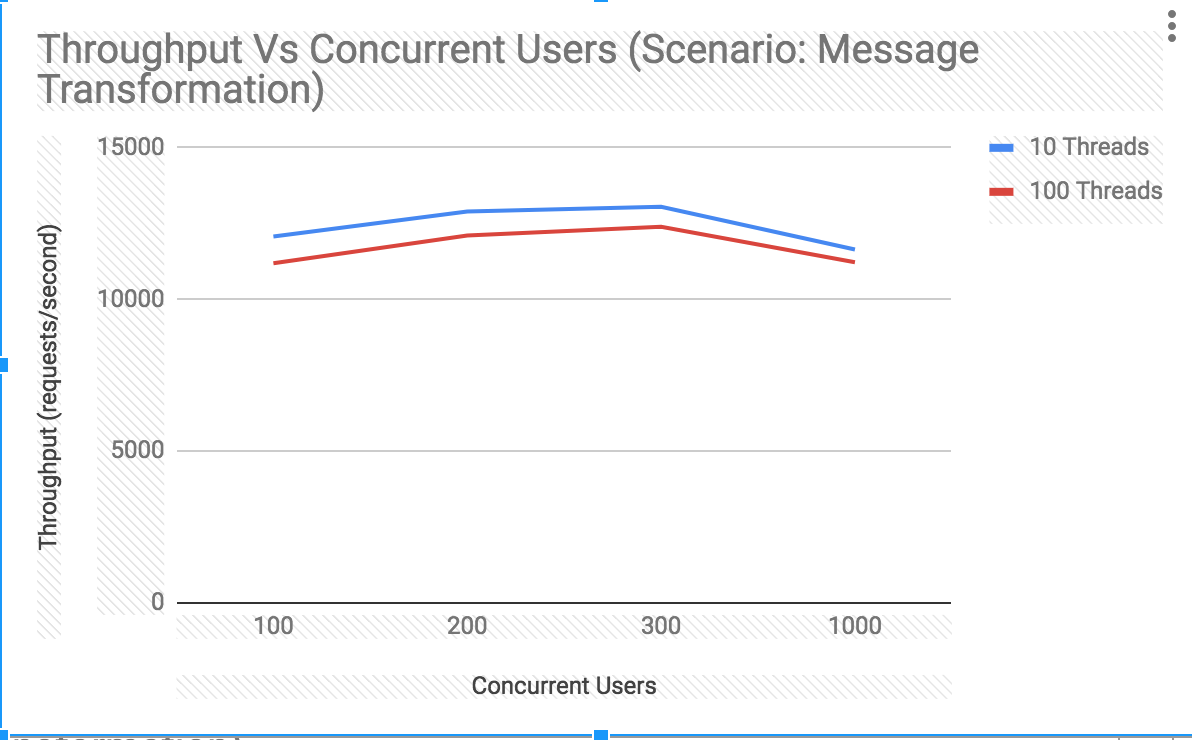 Throughput Vs Concurrent Users (Scenario: Message
Transformation)
10 Threads
100 Threads
Throughput (requests/second)
15000
10000
5000
0
100 200 300 1000
Concurrent Users